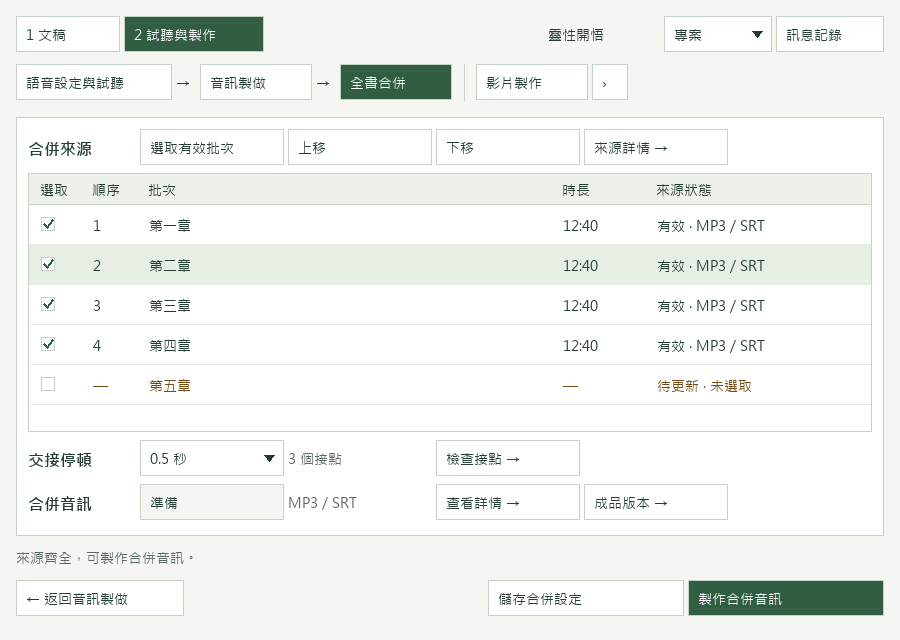 1 文稿 2 試聽與製作 靈性開悟 專案 訊息記錄
語音設定與試聽 → 音訊製做 → 全書合併 影片製作 ›
合併來源 選取有效批次 上移 下移 來源詳情 →
選取 順序 批次 時長 來源狀態
1 第一章 12:40 有效 · MP3 / SRT
2 第二章 12:40 有效 · MP3 / SRT
3 第三章 12:40 有效 · MP3 / SRT
4 第四章 12:40 有效 · MP3 / SRT
— 第五章 — 待更新 · 未選取
交接停頓 0.5 秒 3 個接點 檢查接點 →
合併音訊 準備 MP3 / SRT 查看詳情 → 成品版本 →
來源齊全，可製作合併音訊。
← 返回音訊製做 儲存合併設定 製作合併音訊